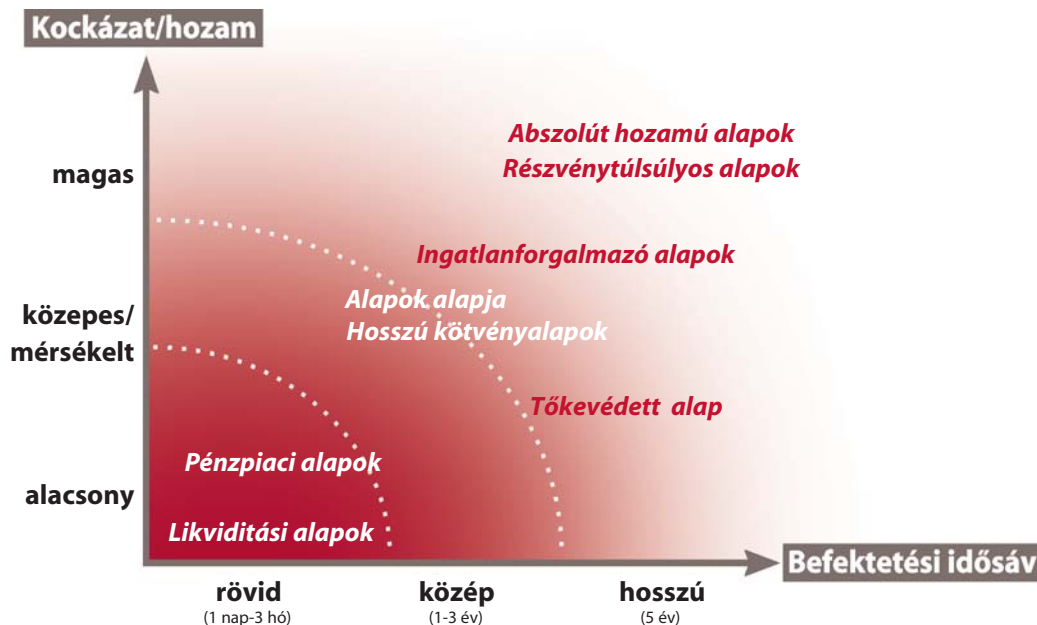 Kockázat/hozam
Abszolút hozamú alapok
Részvénytúlsúlyos alapok
magas
Ingatlanforgalmazó alapok
Alapok alapja
Hosszú kötvényalapok
közepes/
mérsékelt
Tőkevédett alap
Pénzpiaci alapok
alacsony
Likviditási alapok
Befektetési idősáv
rövid
(1 nap-3 hó)
közép
(1-3 év)
hosszú
(5 év)